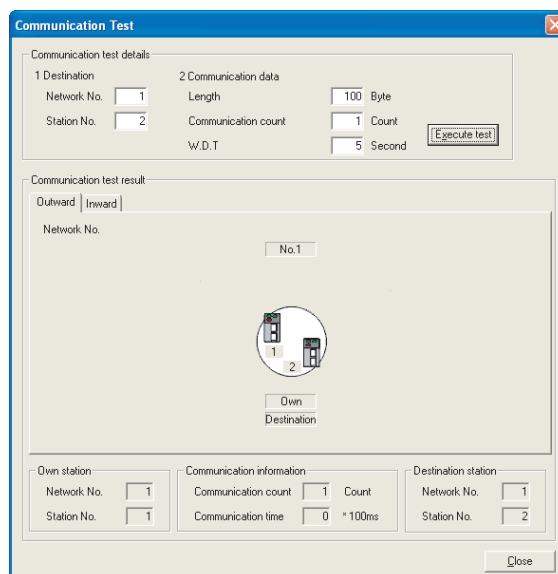 Communication Test
Communication test details
1 Destination
2 Communication data
Network No. 1
Length 100 Byte
Station No. 2
Communication count 1 Count
W.D.T 5 Second
Execute test
Communication test result
Outward Inward
Network No.
No.1
1
2
Own
Destination
Own station
Communication information
Destination station
Network No. 1
Communication count 1 Count
Network No. 1
Station No. 1
Communication time 0 * 100ms
Station No. 2
Close